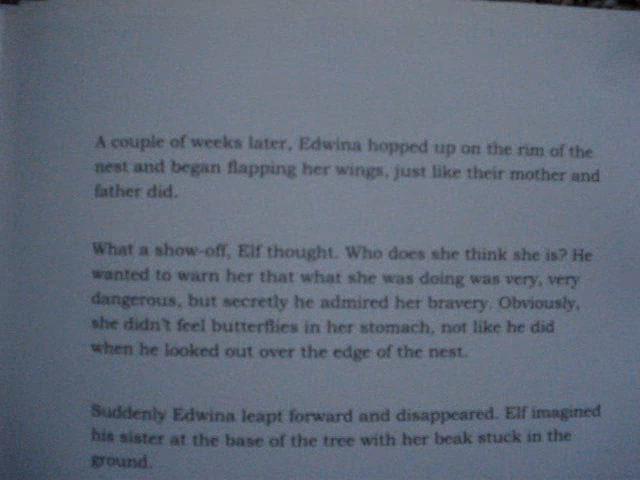 A couple of weeks later, Edwina hopped up on the rim of the
nest and began flapping her wings, just like their mother and
father did.
What a show-off, Elf thought. Who does she think she is? He
wanted to warn her that what she was doing was very, very
dangerous, but secretly he admired her bravery. Obviously,
she didn't feel butterflies in her stomach, not like he did
when he looked out over the edge of the nest.
Suddenly Edwina leapt forward and disappeared. Elf imagined
his sister at the base of the tree with her beak stuck in the
ground.